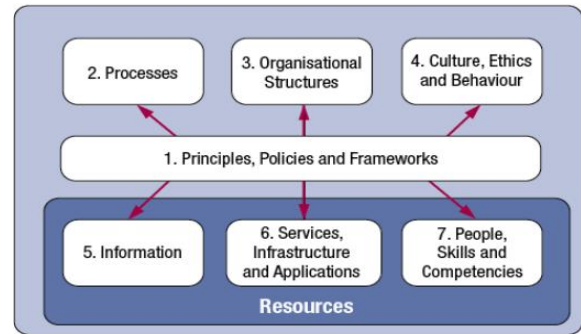 2. Processes
3. Organisational
Structures
4. Culture, Ethics
and Behaviour
1. Principles, Policies and Frameworks
5. Information
6. Services,
Infrastructure
and Applications
7. People,
Skills and
Competencies
Resources